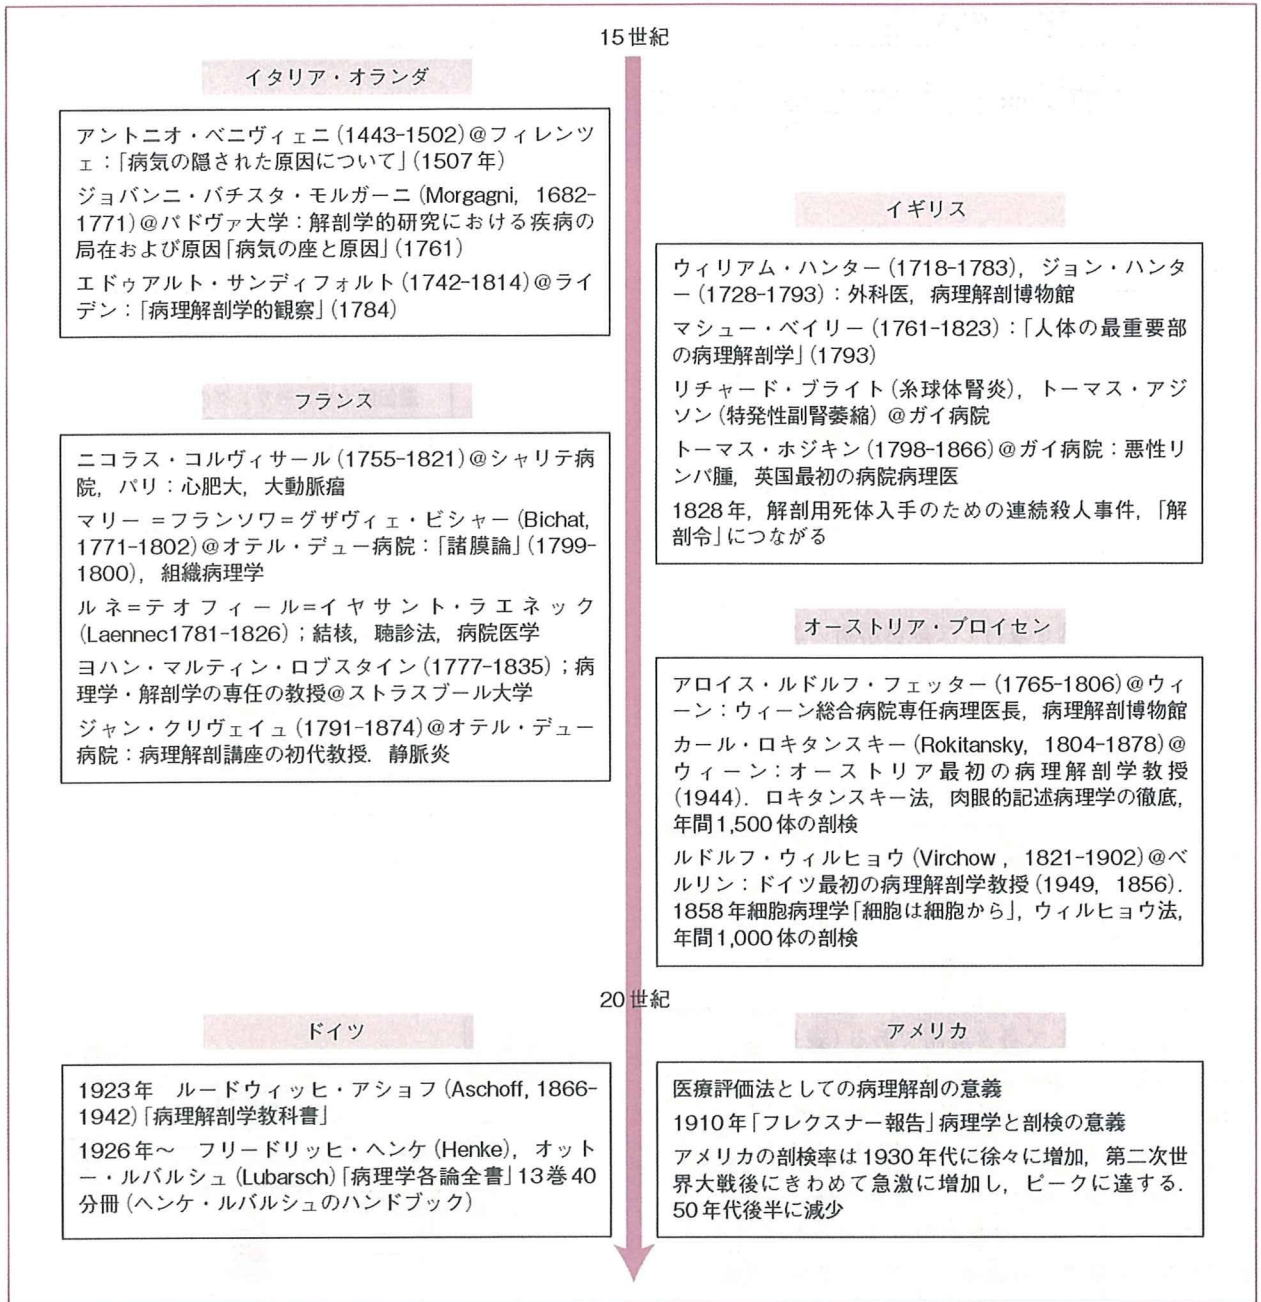 15世紀
イタリア・オランダ
アントニオ・ベニヴィェニ(1443-1502)@フィレンツ
ェ:「病気の隠された原因について」(1507年)
ジョバンニ・バチスタ・モルガーニ(Morgagni, 1682-
1771)@パドヴァ大学:解剖学的研究における疾病の
局在および原因「病気の座と原因」(1761)
エドゥアルト・サンディフォルト(1742-1814)@ライ
デン:「病理解剖学的観察」(1784)
イギリス
ウィリアム・ハンター(1718-1783),ジョン・ハンタ
ー(1728-1793):外科医,病理解剖博物館
マシュー・ベイリー(1761-1823):「人体の最重要部
の病理解剖学」(1793)
リチャード・ブライト(糸球体腎炎),トーマス・アジ
ソン(特発性副腎萎縮)@ガイ病院
トーマス・ホジキン(1798-1866)@ガイ病院:悪性リ
ンパ腫,英国最初の病院病理医
1828年,解剖用死体入手のための連続殺人事件,「解
剖令」につながる
フランス
ニコラス・コルヴィサール(1755-1821)@シャリテ病
院,パリ:心肥大,大動脈瘤
マリー=フランソワ=グザヴィェ・ビシャー(Bichat,
1771-1802)@オテル・デュー病院:「諸膜論」(1799-
1800),組織病理学
ルネ=テオフィール=イヤサント・ラエネック
(Laennec1781-1826);結核,聴診法,病院医学
ヨハン・マルティン・ロブスタイン(1777-1835);病
理学・解剖学の専任の教授@ストラスブール大学
ジャン・クリヴェイュ(1791-1874)@オテル・デュー
病院:病理解剖講座の初代教授.静脈炎
オーストリア・プロイセン
アロイス・ルドルフ・フェッター(1765-1806)@ウィ
ーン:ウィーン総合病院専任病理医長,病理解剖博物館
カール・ロキタンスキー(Rokitansky, 1804-1878)@
ウィーン:オーストリア最初の病理解剖学教授
(1944).ロキタンスキー法,肉眼的記述病理学の徹底,
年間1,500体の剖検
ルドルフ・ウィルヒョウ(Virchow , 1821-1902)@ベ
ルリン:ドイツ最初の病理解剖学教授(1949, 1856).
1858年細胞病理学「細胞は細胞から」,ウィルヒョウ法,
年間1,000体の剖検
20世紀
ドイツ
1923年 ルードウィッヒ・アショフ(Aschoff, 1866-
1942)「病理解剖学教科書」
1926年~ フリードリッヒ・ヘンケ(Henke),オット
ー・ルバルシュ(Lubarsch)「病理学各論全書」13巻40
分冊(ヘンケ・ルバルシュのハンドブック)
アメリカ
医療評価法としての病理解剖の意義
1910年「フレクスナー報告」病理学と剖検の意義
アメリカの剖検率は1930年代に徐々に増加,第二次世
界大戦後にきわめて急激に増加し,ピークに達する.
50年代後半に減少